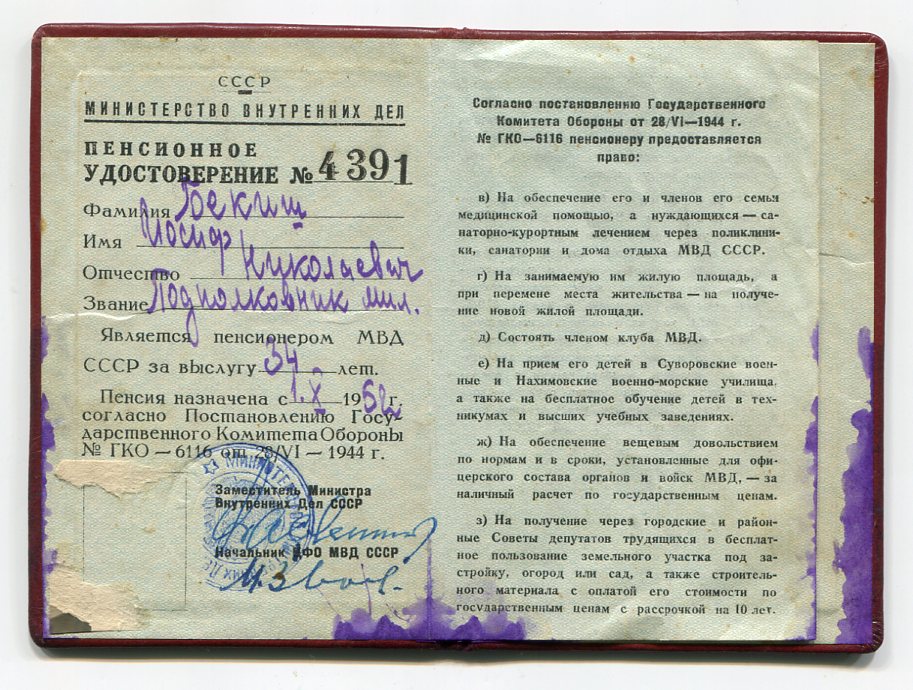 СССР
МИНИСТЕРСТВО ВНУТРЕННИХ ДЕЛ
ПЕНСИОННОЕ
УДОСТОВЕРЕНИЕ № 4391
Фамилия Бекиш
Имя Иосиф
Отчество Николаевич
Звание Подполковник мил.
Является пенсионером МВД
СССР за выслугу 34 лет.
Пенсия назначена с 1.X 1952 г.
согласно Постановлению Госу-
дарственного Комитета Обороны
№ ГКО — 6116 от 28/VI — 1944 г.
Заместитель Министра
Внутренних Дел СССР
Начальник ЦФО МВД СССР
Согласно постановлению Государственного
Комитета Обороны от 28/VI—1944 г.
№ ГКО—6116 пенсионеру предоставляется
право:
в) На обеспечение его и членов его семьи
медицинской помощью, а нуждающихся — са-
наторно-курортным лечением через поликлини-
ки, санатории и дома отдыха МВД СССР.
г) На занимаемую им жилую площадь, а
при перемене места жительства — на получе-
ние новой жилой площади.
д) Состоять членом клуба МВД.
е) На прием его детей в Суворовские воен-
ные и Нахимовские военно-морские училища,
а также на бесплатное обучение детей в тех-
никумах и высших учебных заведениях.
ж) На обеспечение вещевым довольствием
по нормам и в сроки, установленные для офи-
церского состава органов и войск МВД, — за
наличный расчет по государственным ценам.
з) На получение через городские и район-
ные Советы депутатов трудящихся в бесплат-
ное пользование земельного участка под за-
стройку, огород или сад, а также строитель-
ного материала с оплатой его стоимости по
государственным ценам с рассрочкой на 10 лет.